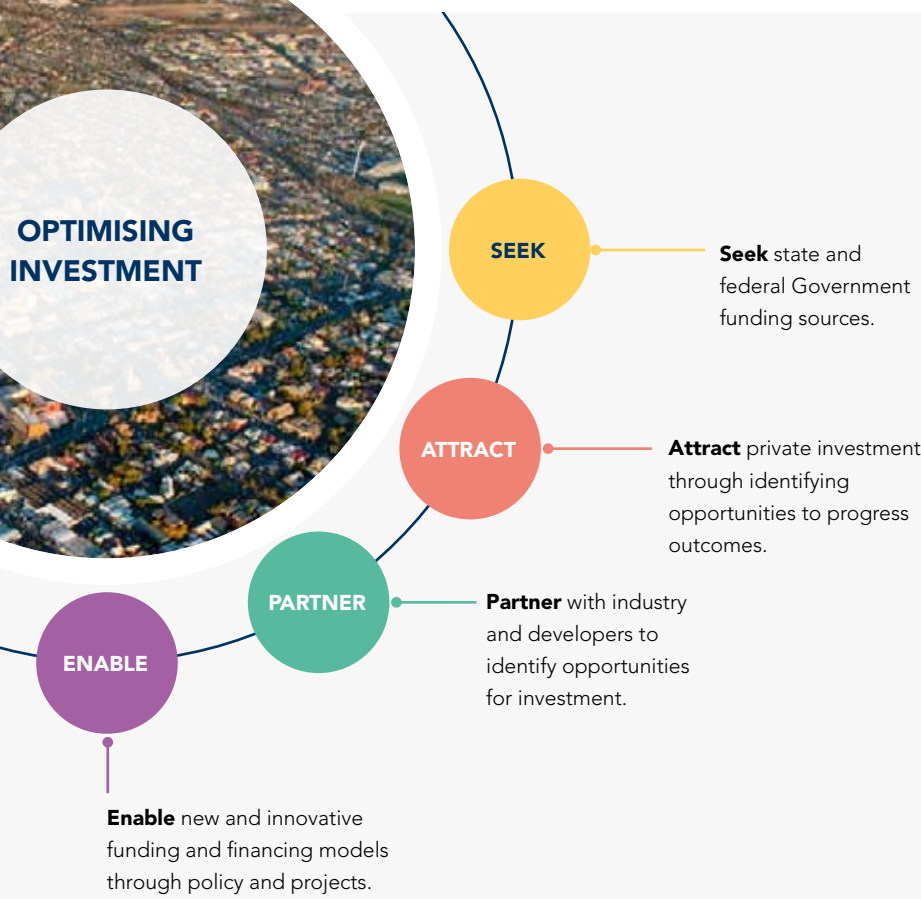 OPTIMISING
INVESTMENT
SEEK
Seek state and
federal Government
funding sources.
ATTRACT
Attract private investment
through identifying
opportunities to progress
outcomes.
PARTNER
Partner with industry
and developers to
identify opportunities
for investment.
ENABLE
Enable new and innovative
funding and financing models
through policy and projects.